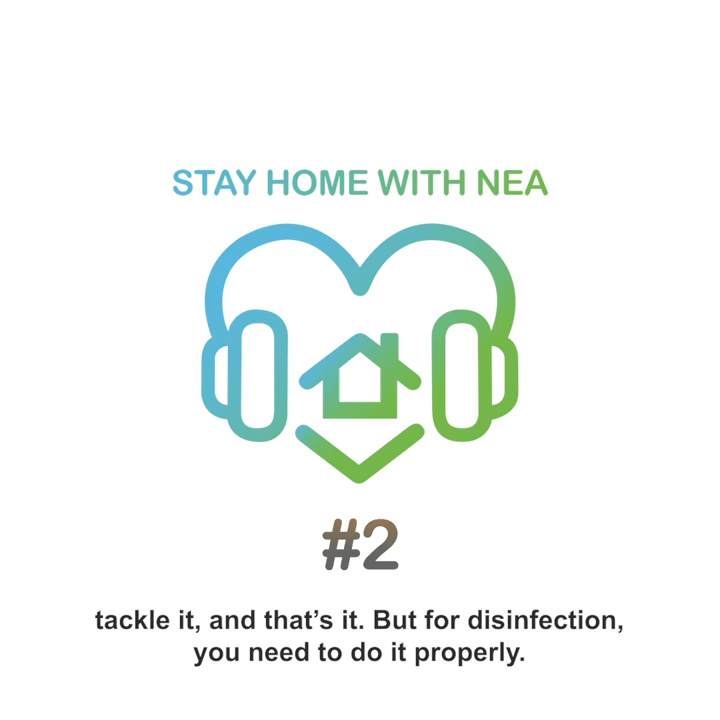 STAY HOME WITH NEA
#2
tackle it, and that’s it. But for disinfection,
you need to do it properly.